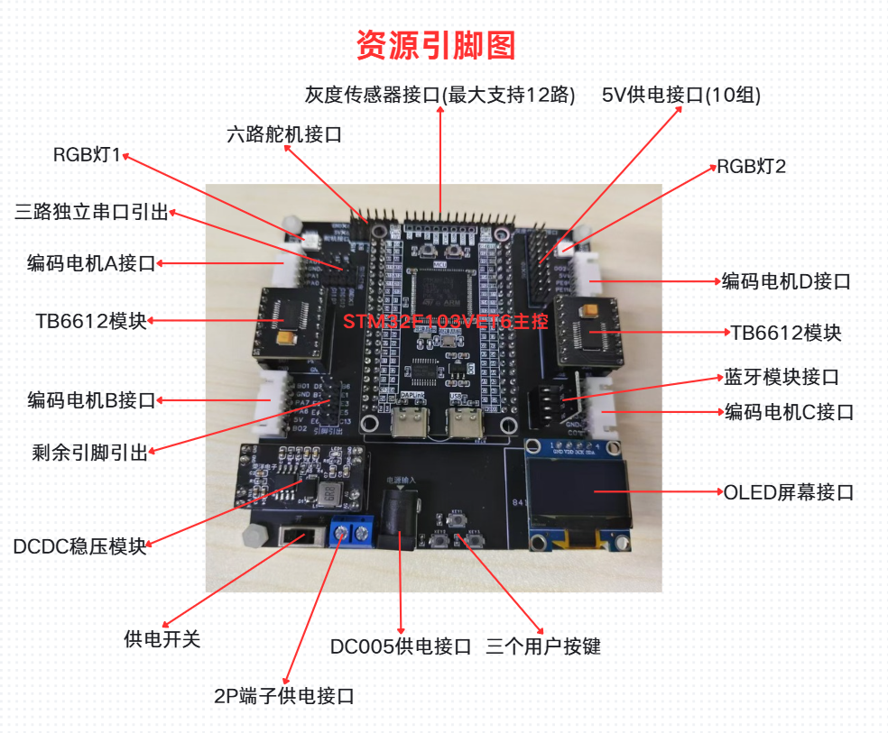 资源引脚图
灰度传感器接口(最大支持12路)
5V供电接口(10组)
六路舵机接口
RGB灯1
RGB灯2
三路独立串口引出
编码电机A接口
编码电机D接口
TB6612模块
STM32F103VET6主控
TB6612模块
蓝牙模块接口
编码电机B接口
编码电机C接口
剩余引脚引出
电源输入
OLED屏幕接口
DCDC稳压模块
供电开关
DC005供电接口
三个用户按键
2P端子供电接口